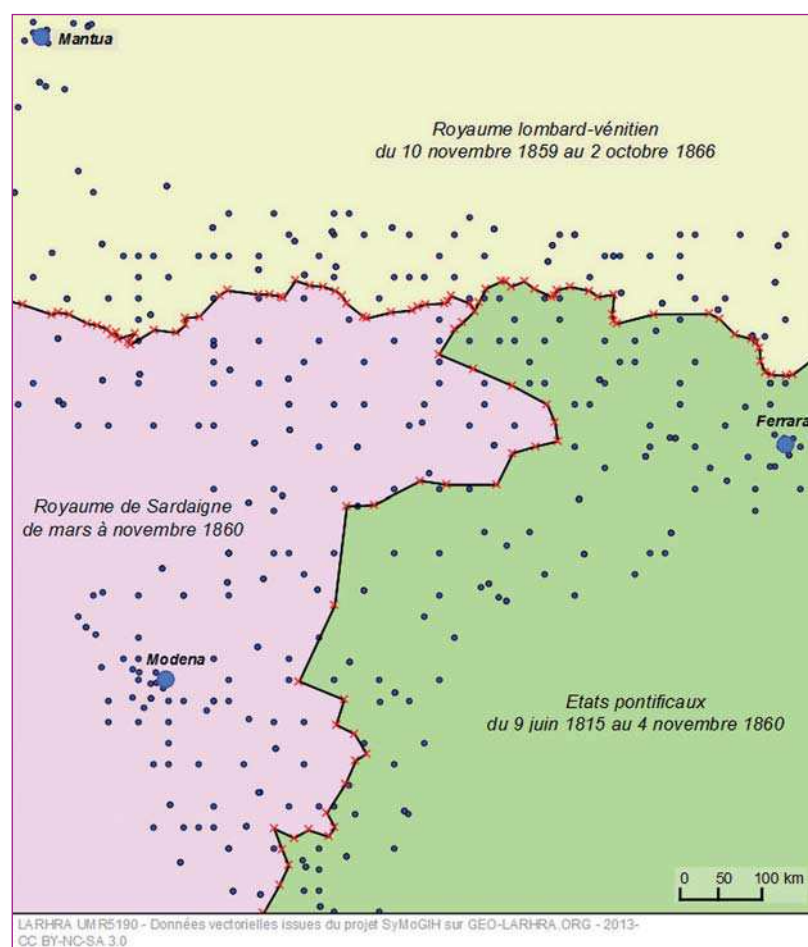 Mantua
Royaume lombard-vénitien
du 10 novembre 1859 au 2 octobre 1866
Ferrara
Royaume de Sardaigne
de mars à novembre 1860
Modena
Etats pontificaux
du 9 juin 1815 au 4 novembre 1860
0 50 100 km
LARHRA UMR5190 - Données vectorielles issues du projet SyMoGIH sur GEO-LARHRA.ORG - 2013-
CC BY-NC-SA 3.0